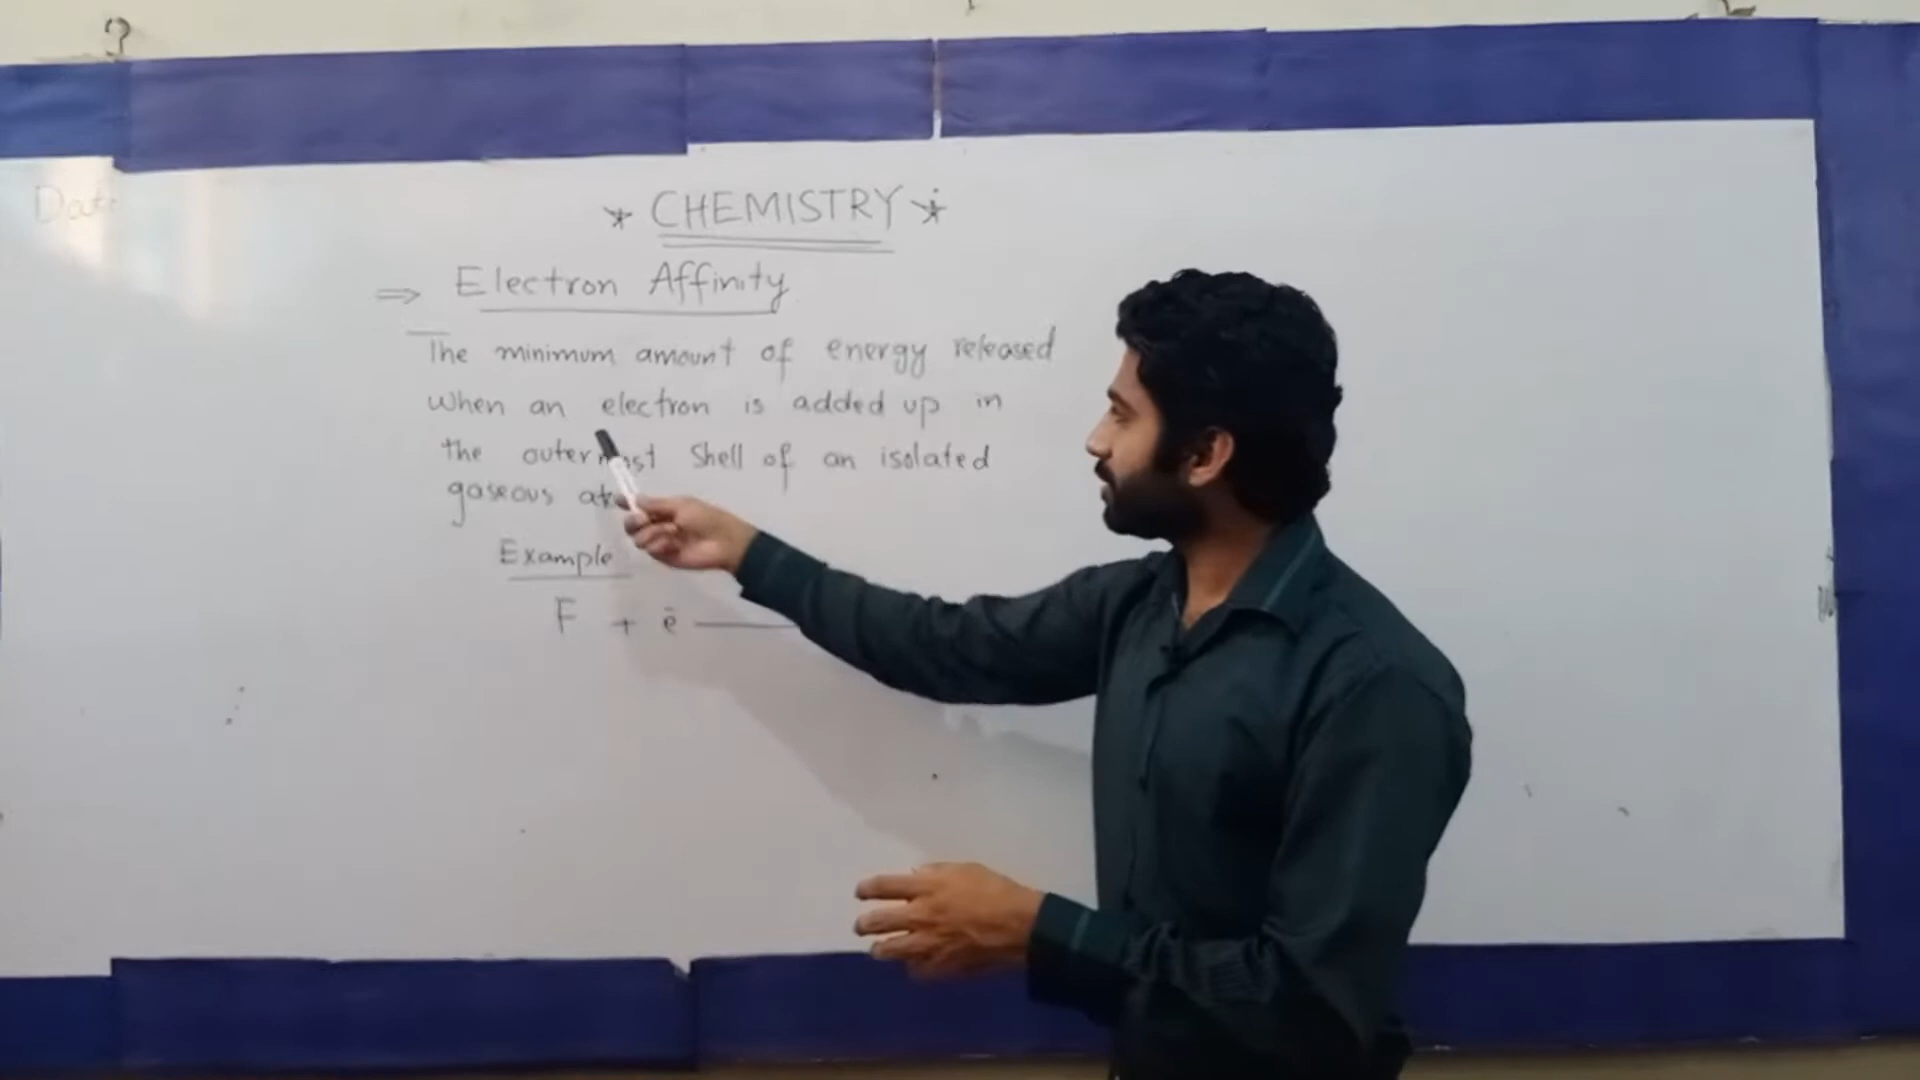 Date
* CHEMISTRY *
⇒ Electron Affinity
The minimum amount of energy released
when an electron is added up in
the outermost shell of an isolated
gaseous
Example
F + ē